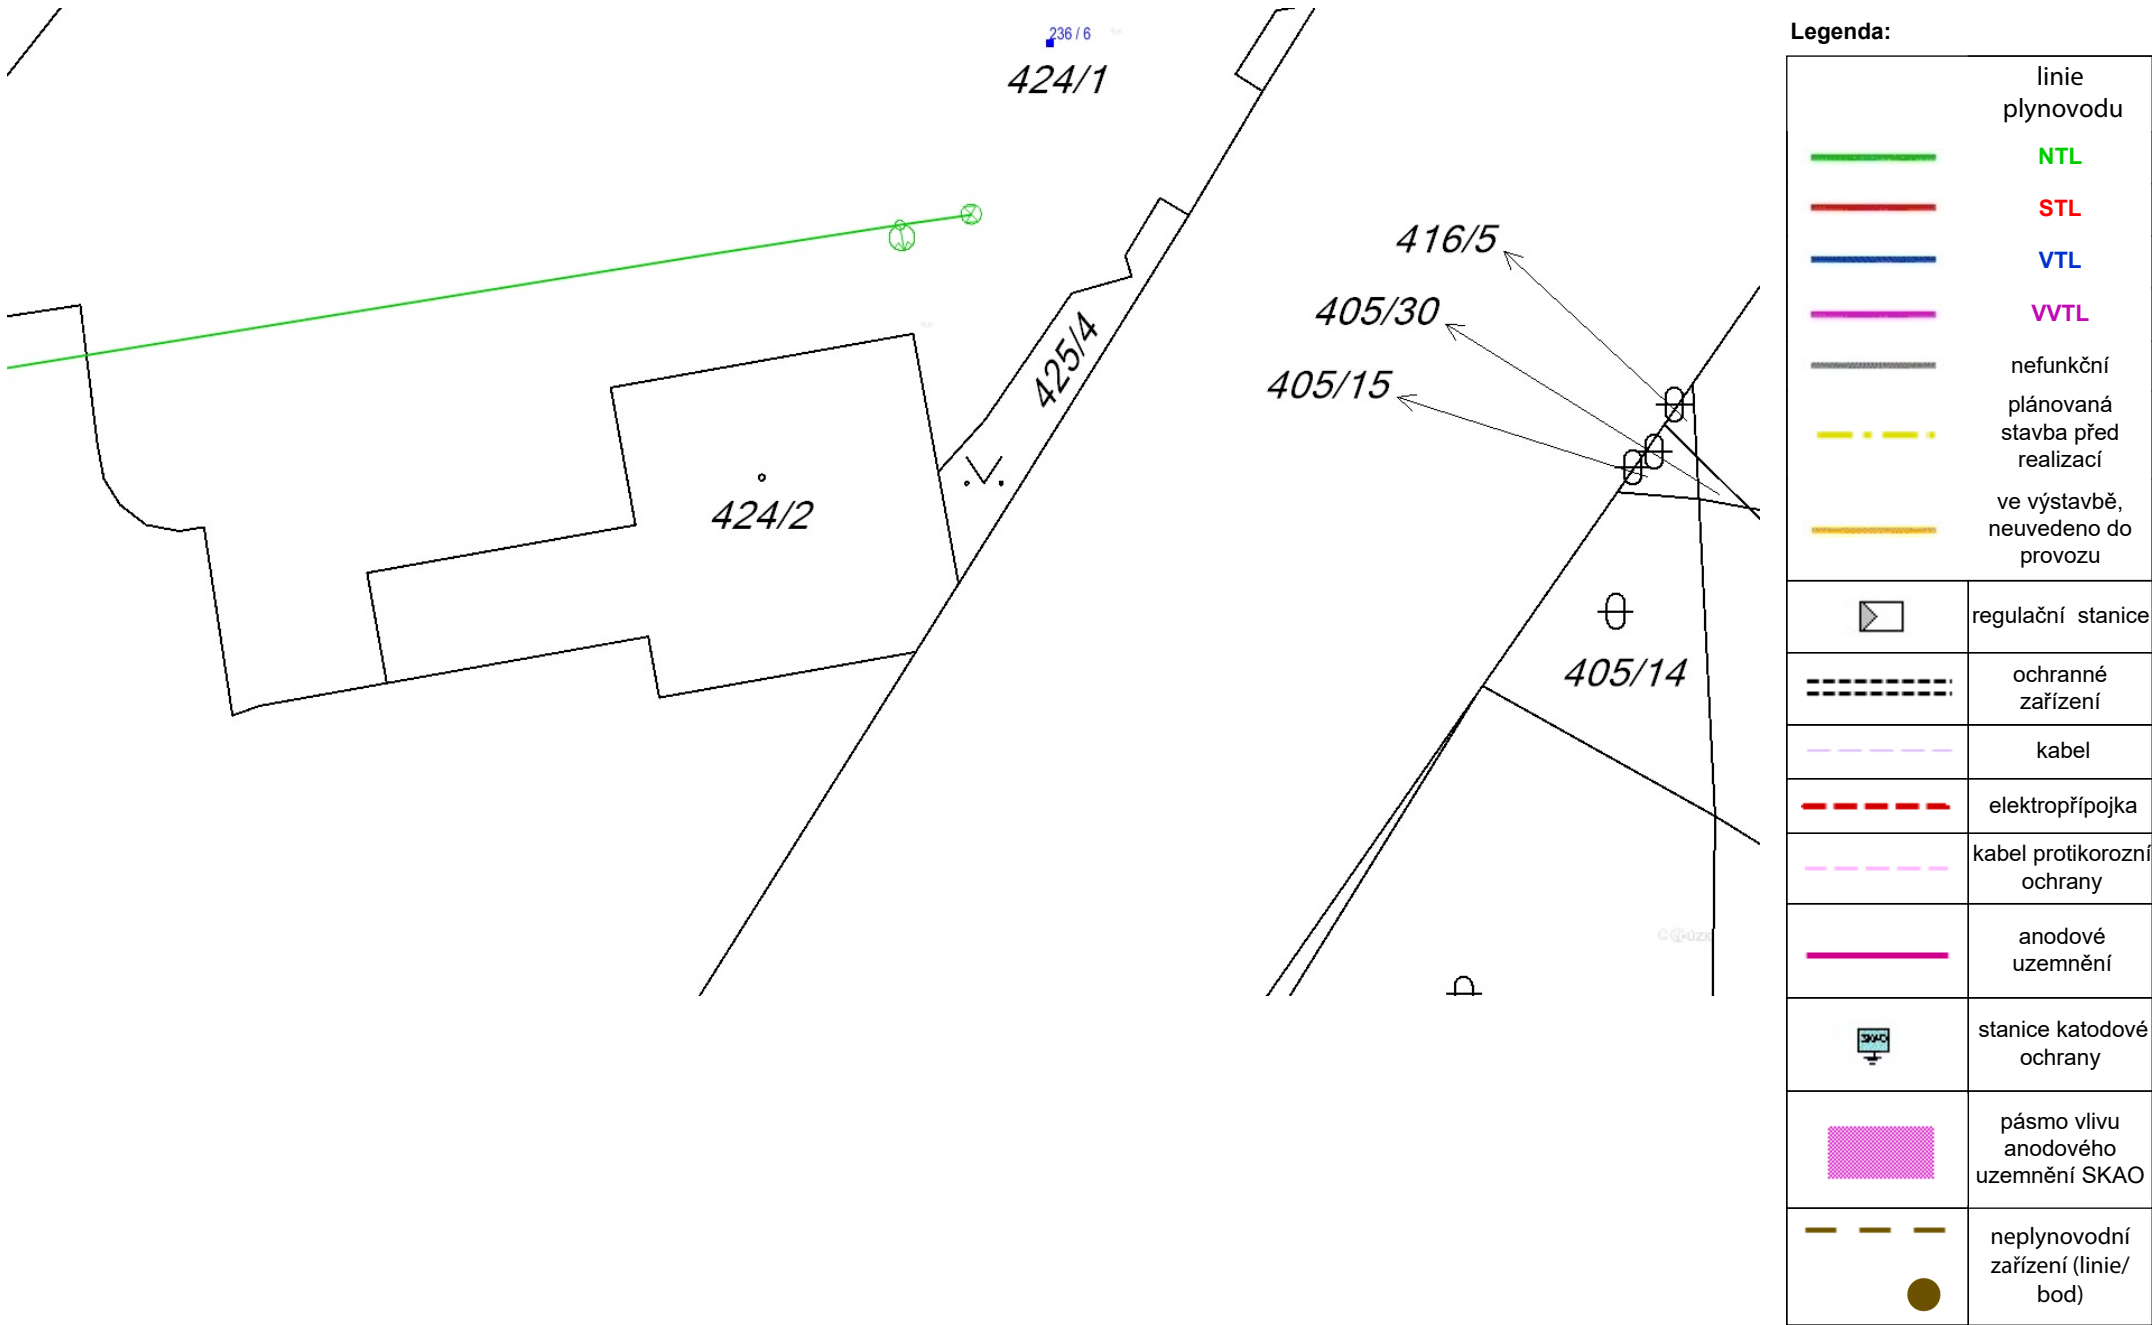 236 / 6
424/1
416/5
405/30
405/15
425/4
424/2
405/14
Legenda:
linie
plynovodu
NTL
STL
VTL
VVTL
nefunkční
plánovaná
stavba před
realizací
ve výstavbě,
neuvedeno do
provozu
regulační stanice
ochranné
zařízení
kabel
elektropřípojka
kabel protikorozní
ochrany
anodové
uzemnění
SKAO
stanice katodové
ochrany
pásmo vlivu
anodového
uzemnění SKAO
neplynovodní
zařízení (linie/
bod)